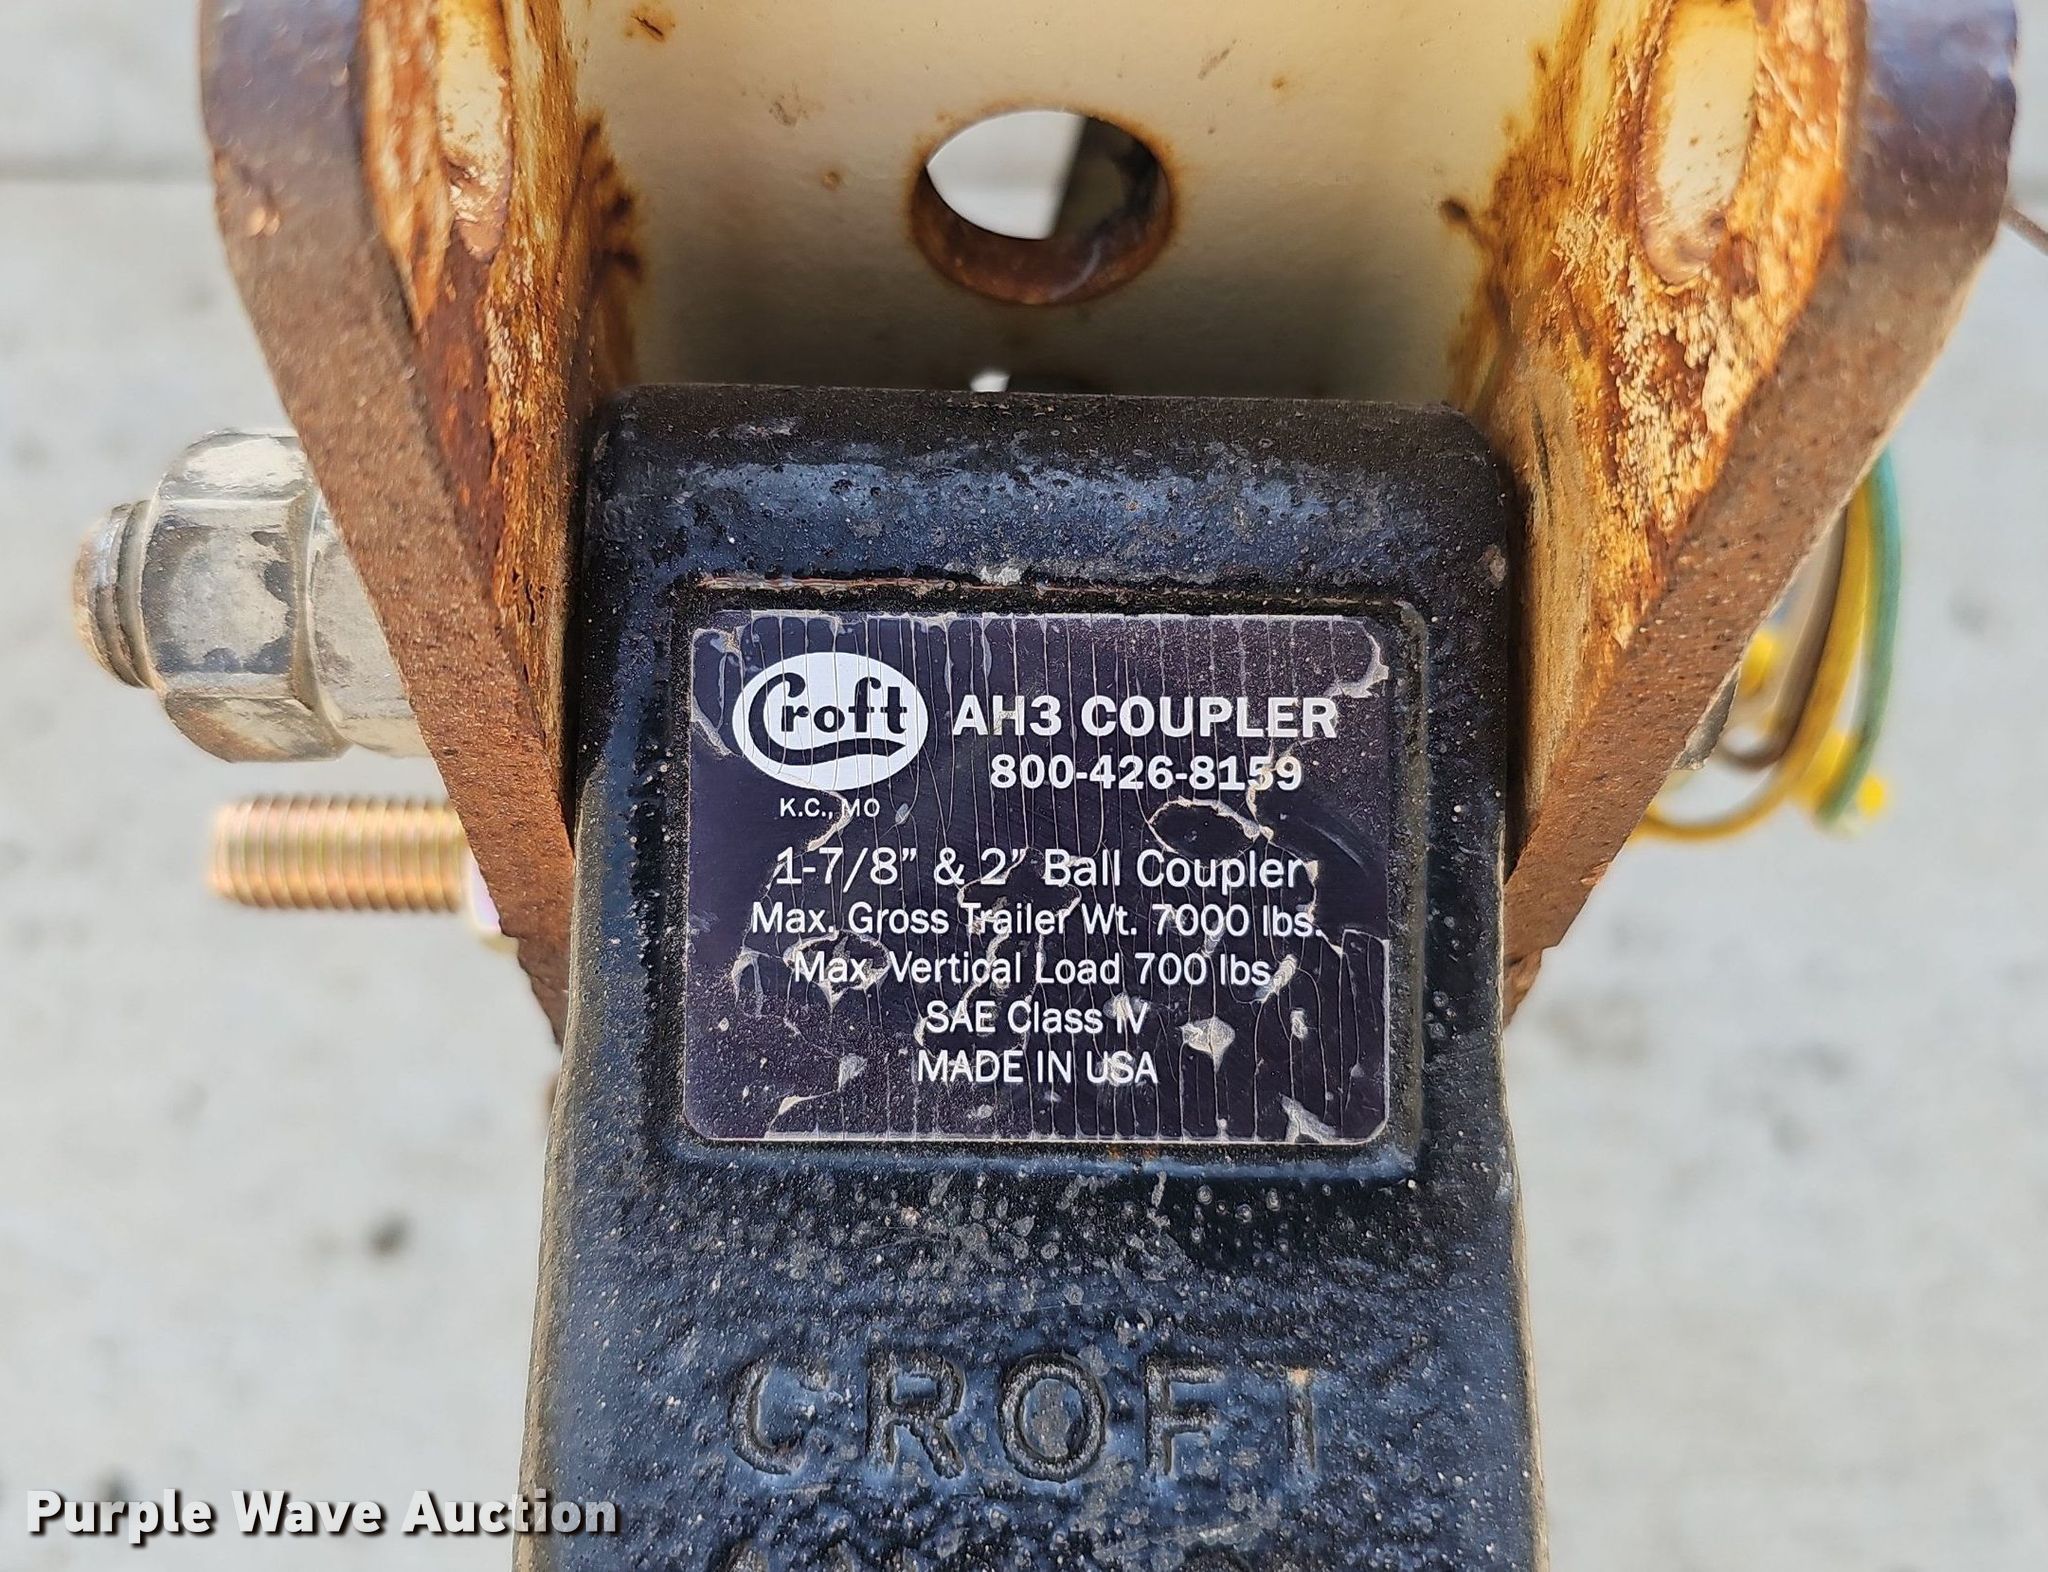 Croft
AH3 COUPLER
800-426-8159
K.C., MO
1-7/8" & 2" Ball Coupler
Max. Gross Trailer Wt. 7000 lbs.
Max. Vertical Load 700 lbs.
SAE Class IV
MADE IN USA
CROFT
Purple Wave Auction